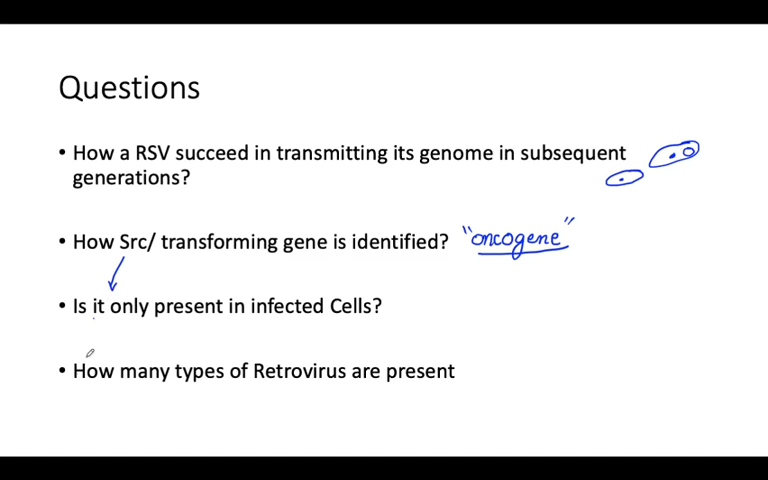 Questions
• How a RSV succeed in transmitting its genome in subsequent
generations?
• How Src/ transforming gene is identified? "oncogene"
• Is it only present in infected Cells?
• How many types of Retrovirus are present